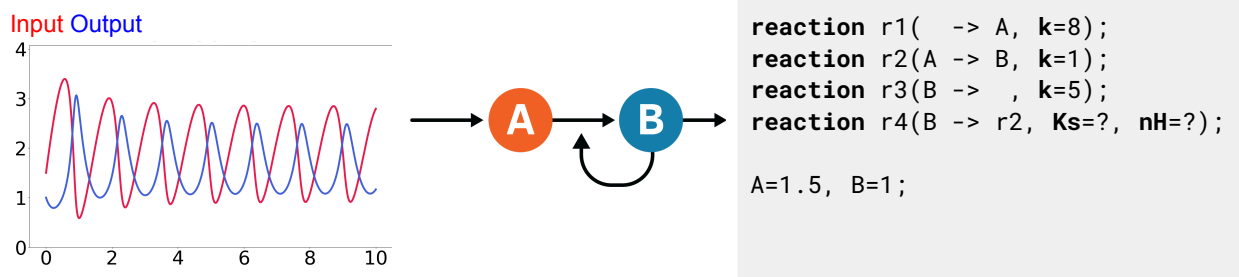 Input Output
4
3
2
1
0
0 2 4 6 8 10
A B
reaction r1(  -> A, k=8);
reaction r2(A -> B, k=1);
reaction r3(B ->  , k=5);
reaction r4(B -> r2, Ks=?, nH=?);
A=1.5, B=1;